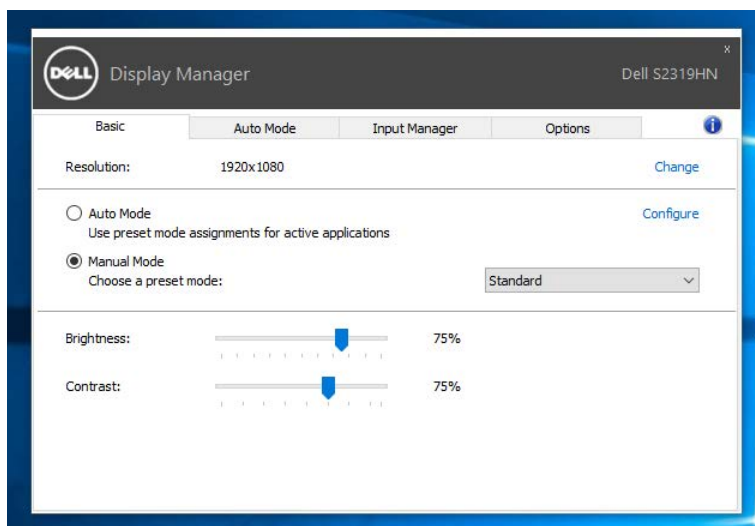 x
DELL Display Manager Dell S2319HN
Basic Auto Mode Input Manager Options i
Resolution: 1920x1080 Change
Auto Mode Configure
Use preset mode assignments for active applications
Manual Mode
Choose a preset mode: Standard
Brightness: 75%
Contrast: 75%